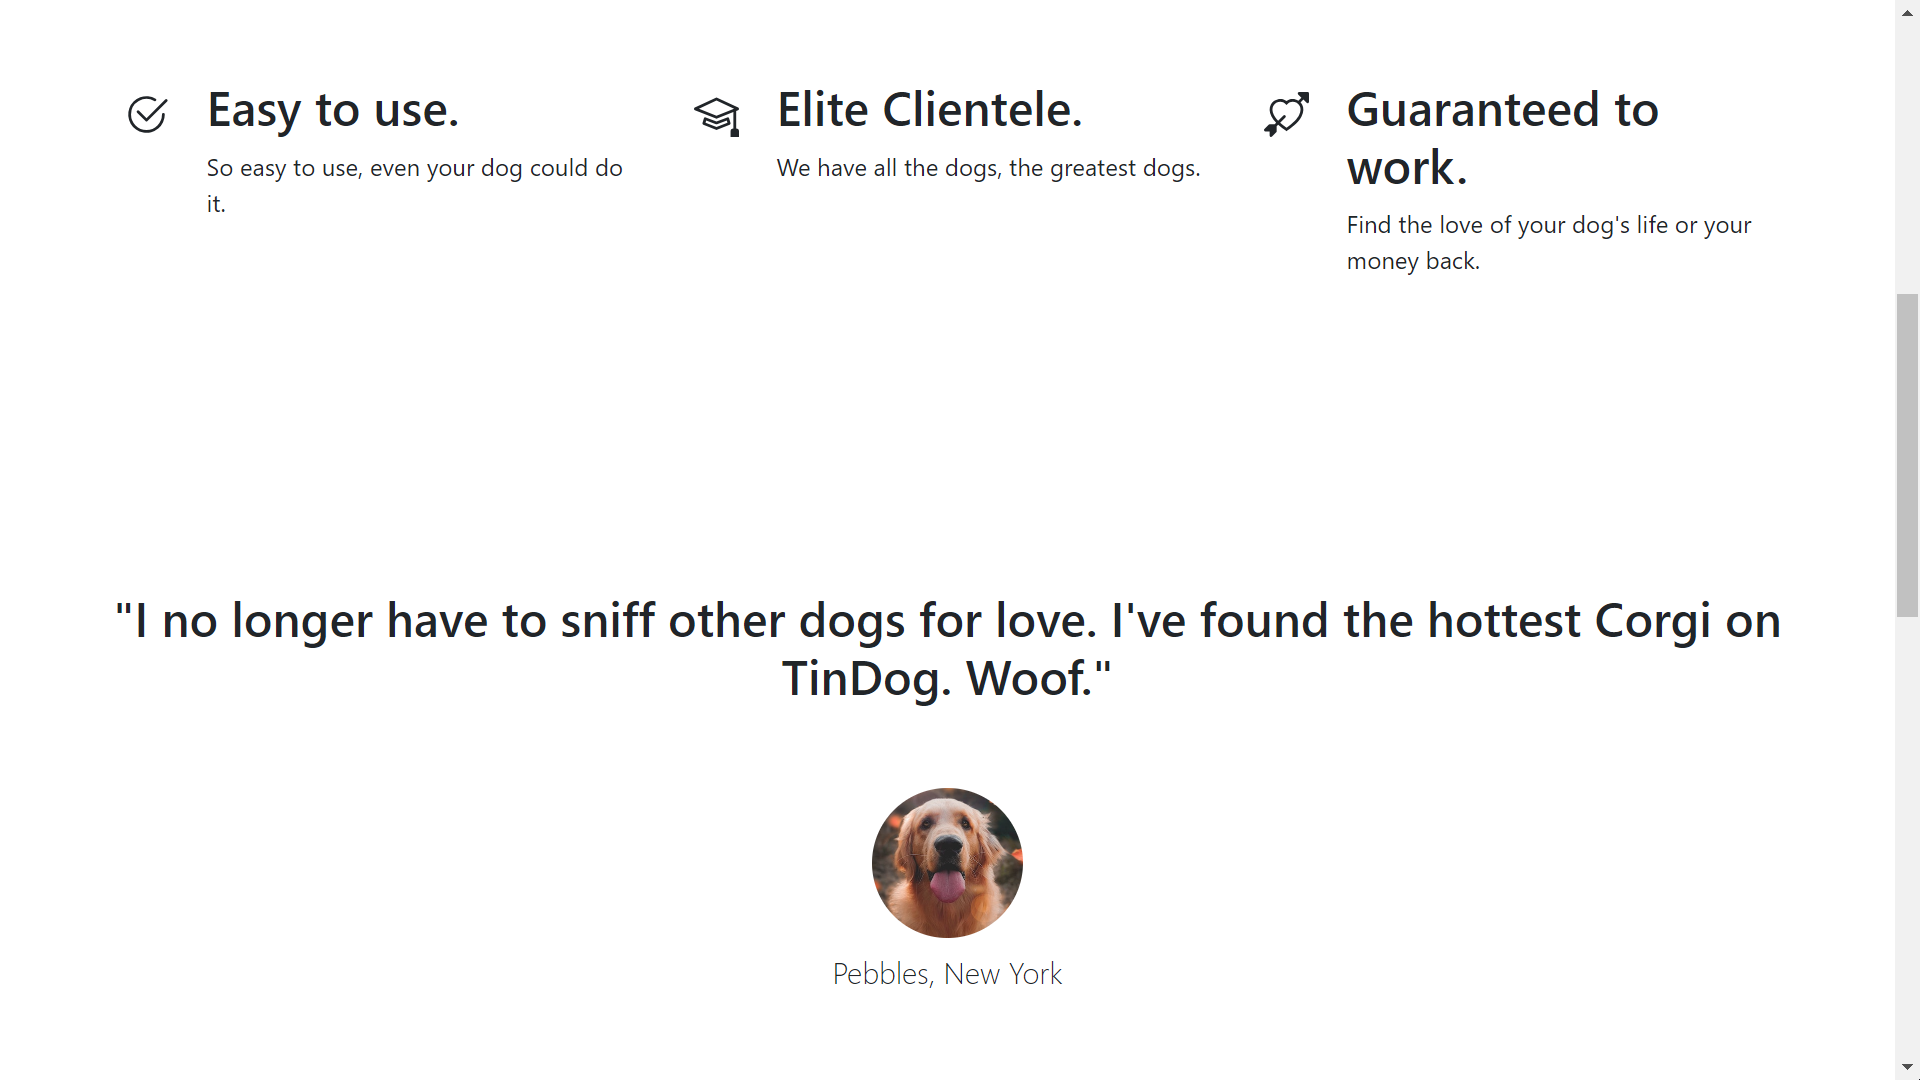 Easy to use.
So easy to use, even your dog could do
it.
Elite Clientele.
We have all the dogs, the greatest dogs.
Guaranteed to
work.
Find the love of your dog's life or your
money back.
"I no longer have to sniff other dogs for love. I've found the hottest Corgi on
TinDog. Woof."
Pebbles, New York